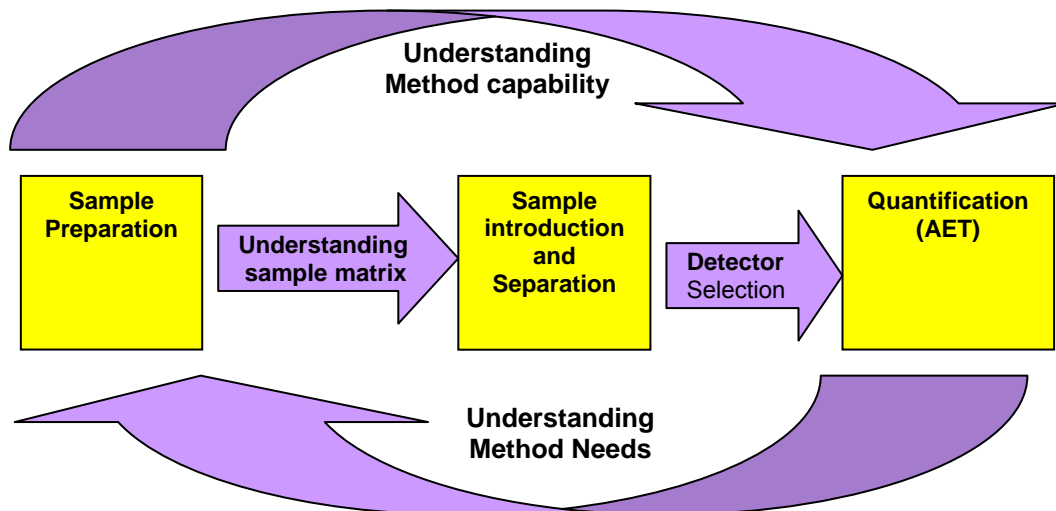 Understanding
Method capability
Sample
Preparation
Understanding
sample matrix
Sample
introduction
and
Separation
Detector
Selection
Quantification
(AET)
Understanding
Method Needs